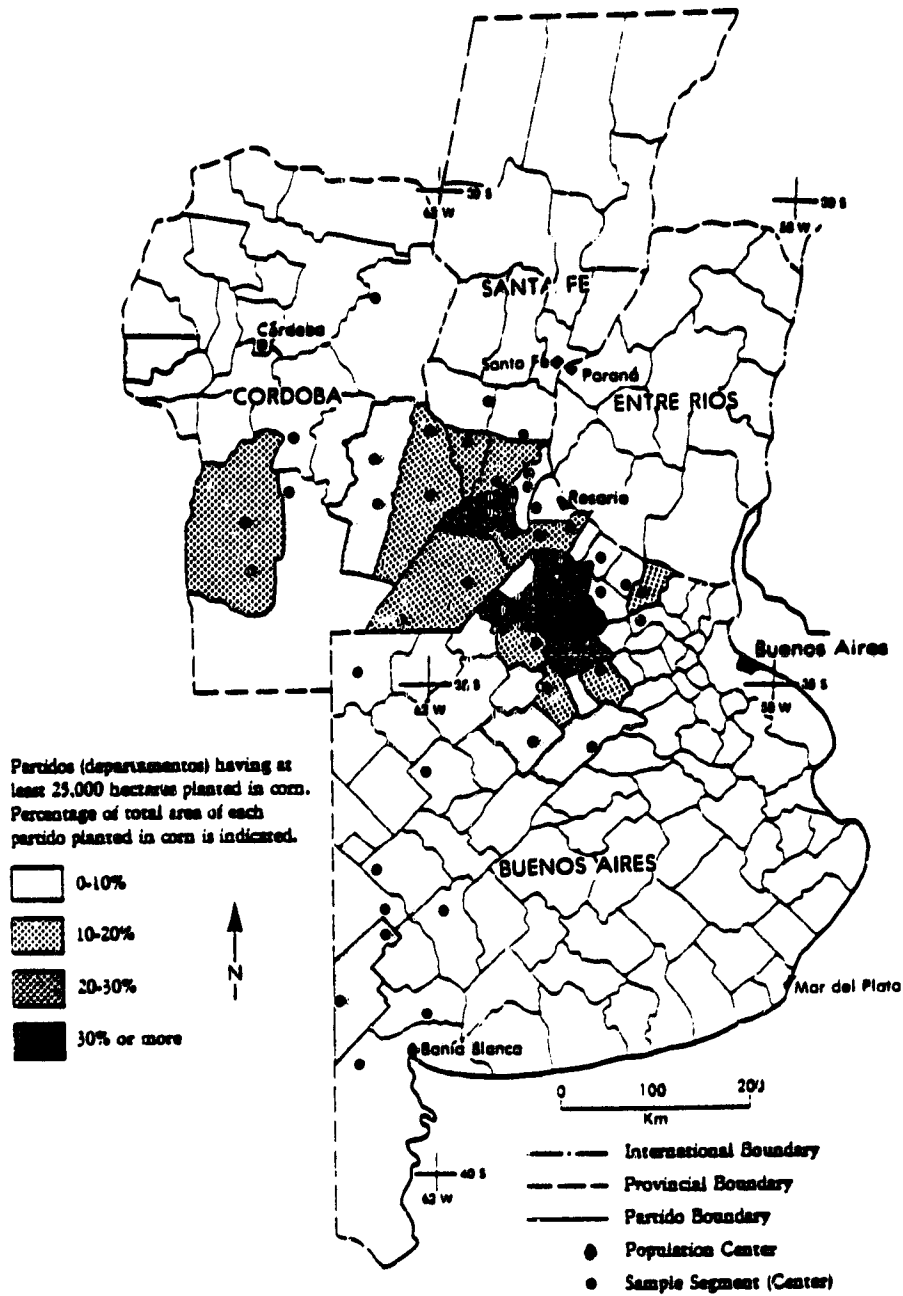 30 S
62 W
30 S
58 W
SANTA FE
Córdoba
Santa Fe
Paraná
CORDOBA
ENTRE RIOS
Rosario
Buenos Aires
62 W
58 W
Partidos (departamentos) having at
least 25,000 hectares planted in corn.
Percentage of total area of each
partido planted in corn is indicated.
0-10%
10-20%
20-30%
30% or more
N
BUENOS AIRES
Mar del Plata
Bahía Blanca
0 100 200
Km
40 S
62 W
International Boundary
Provincial Boundary
Partido Boundary
Population Center
Sample Segment (Center)